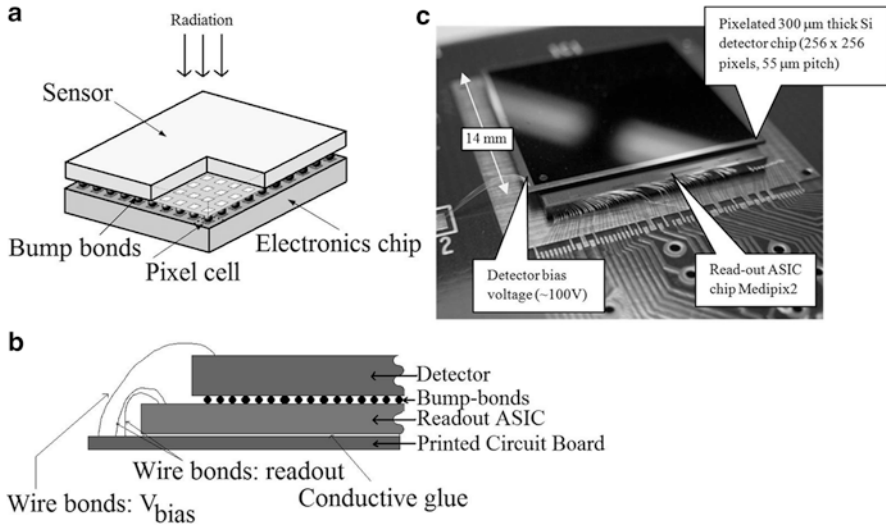 a
Radiation
Sensor
Bump bonds
Pixel cell
Electronics chip
b
Detector
Bump-bonds
Readout ASIC
Printed Circuit Board
Wire bonds: readout
Conductive glue
Wire bonds: Vbias
c
Pixelated 300 µm thick Si
detector chip (256 x 256
pixels, 55 µm pitch)
14 mm
2
Detector bias
voltage (~100V)
Read-out ASIC
chip Medipix2